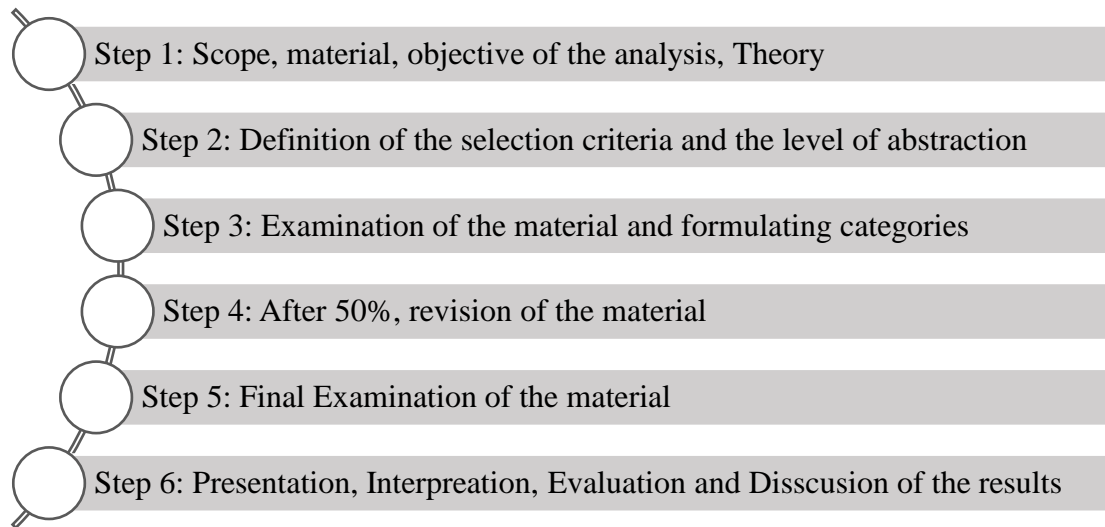 Step 1: Scope, material, objective of the analysis, Theory
Step 2: Definition of the selection criteria and the level of abstraction
Step 3: Examination of the material and formulating categories
Step 4: After 50%, revision of the material
Step 5: Final Examination of the material
Step 6: Presentation, Interpreation, Evaluation and Disscusion of the results